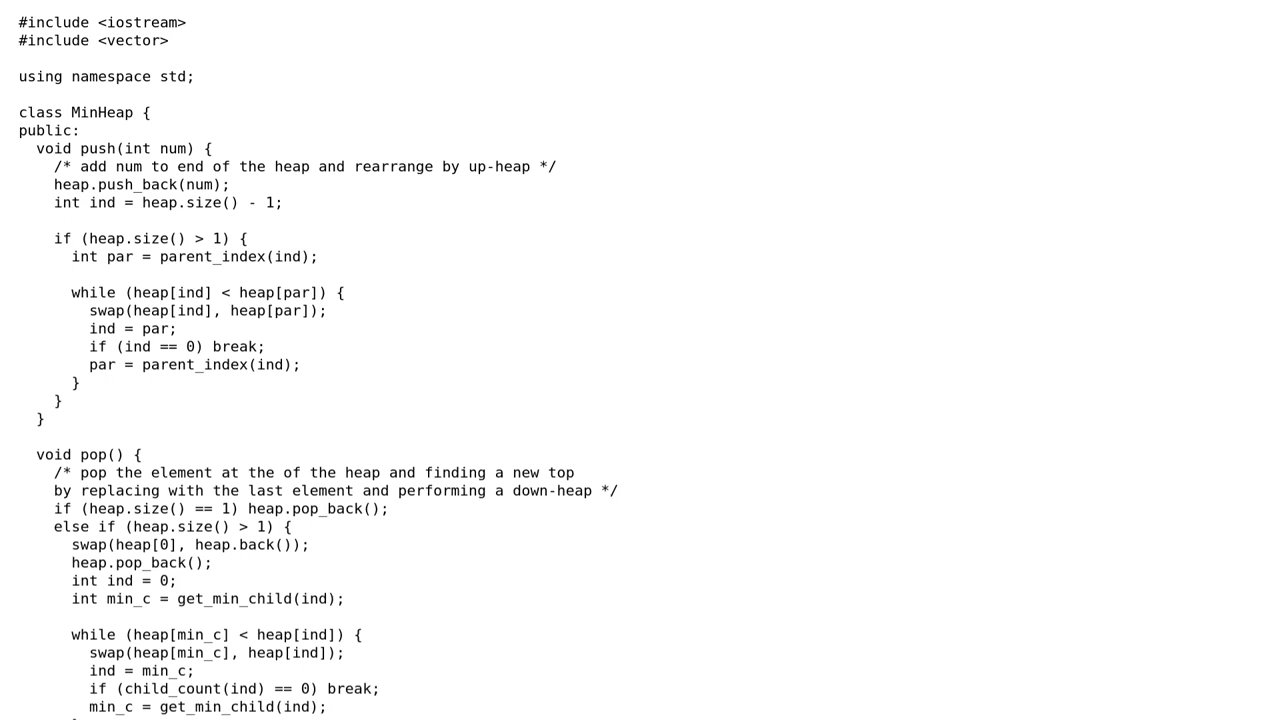 #include <iostream>
#include <vector>

using namespace std;

class MinHeap {
public:
  void push(int num) {
    /* add num to end of the heap and rearrange by up-heap */
    heap.push_back(num);
    int ind = heap.size() - 1;

    if (heap.size() > 1) {
      int par = parent_index(ind);

      while (heap[ind] < heap[par]) {
        swap(heap[ind], heap[par]);
        ind = par;
        if (ind == 0) break;
        par = parent_index(ind);
      }
    }
  }

  void pop() {
    /* pop the element at the of the heap and finding a new top
    by replacing with the last element and performing a down-heap */
    if (heap.size() == 1) heap.pop_back();
    else if (heap.size() > 1) {
      swap(heap[0], heap.back());
      heap.pop_back();
      int ind = 0;
      int min_c = get_min_child(ind);

      while (heap[min_c] < heap[ind]) {
        swap(heap[min_c], heap[ind]);
        ind = min_c;
        if (child_count(ind) == 0) break;
        min_c = get_min_child(ind);